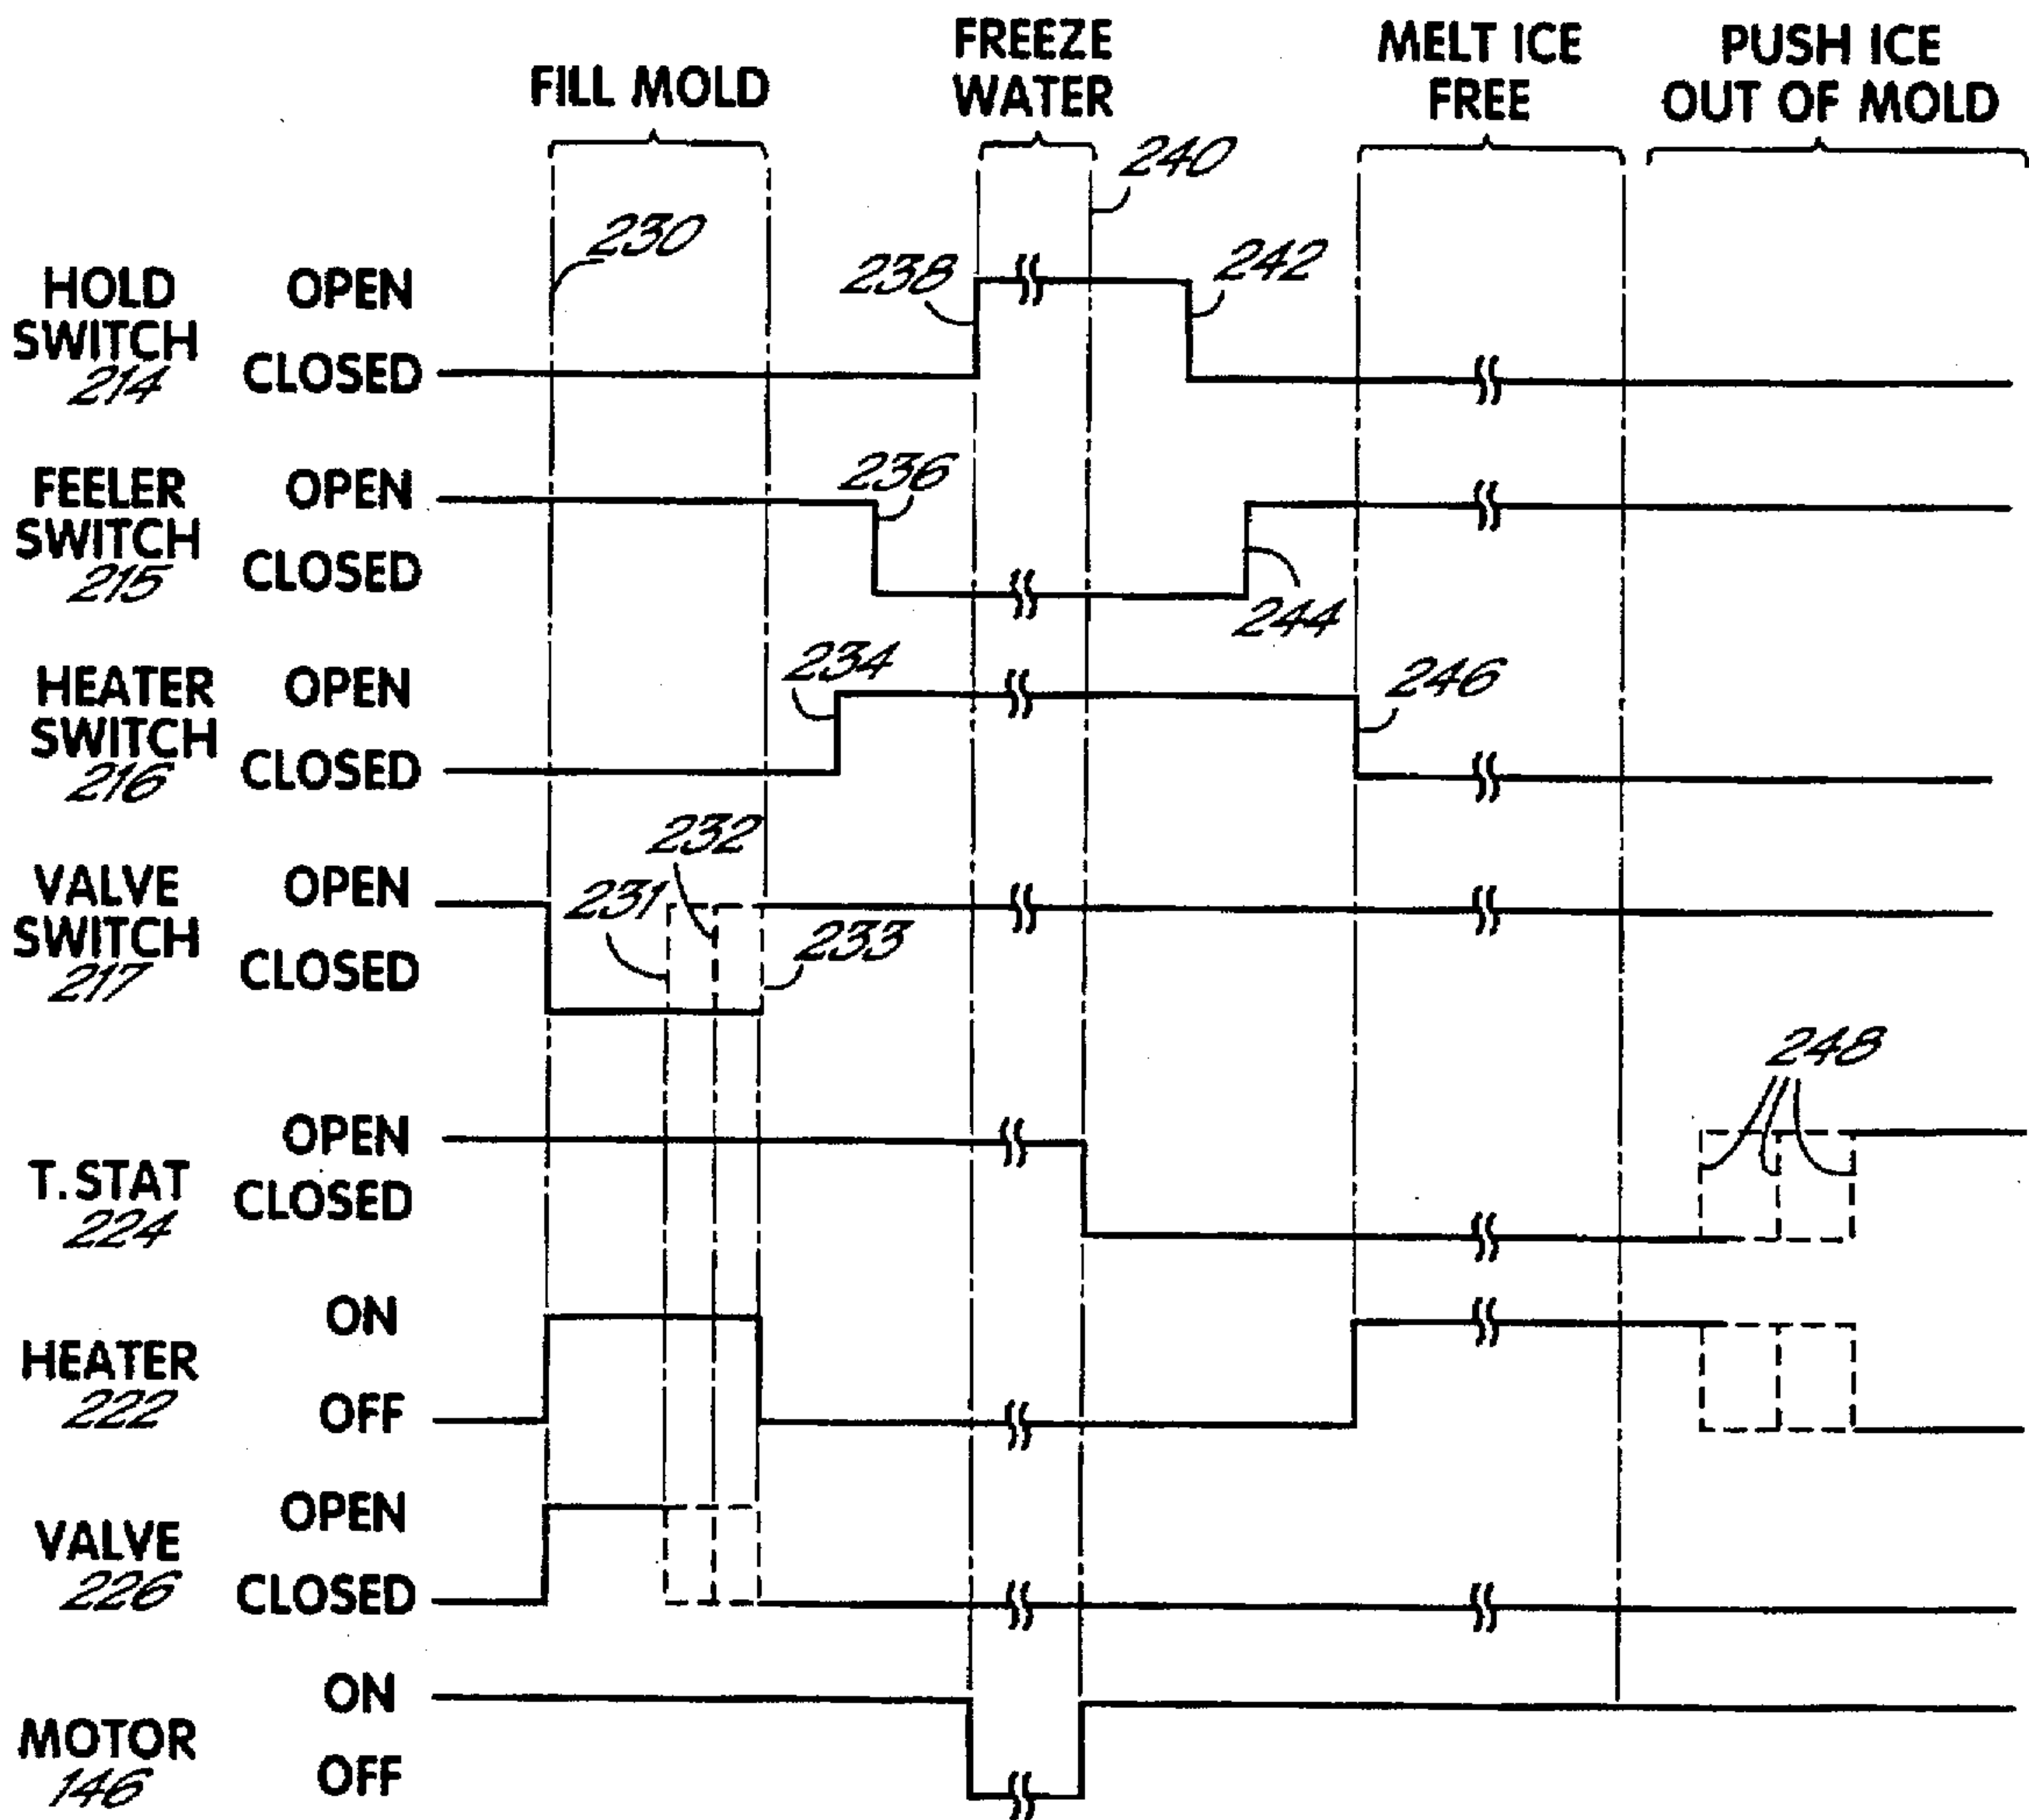 FILL MOLD
FREEZE
WATER
MELT ICE
FREE
PUSH ICE
OUT OF MOLD
240
230
HOLD
SWITCH
214
OPEN
CLOSED
238
242
FEELER
SWITCH
215
OPEN
CLOSED
236
244
HEATER
SWITCH
216
OPEN
CLOSED
234
246
VALVE
SWITCH
217
OPEN
CLOSED
232
231
233
T.STAT
224
OPEN
CLOSED
248
HEATER
222
ON
OFF
VALVE
226
OPEN
CLOSED
MOTOR
146
ON
OFF